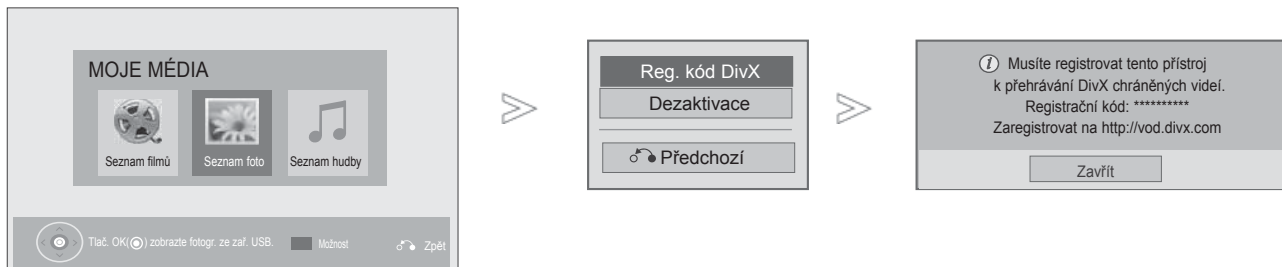 MOJE MÉDIA
Seznam filmů
Seznam foto
Seznam hudby
Tlač. OK(◉) zobrazte fotogr. ze zař. USB.
Možnost
Zpět
Reg. kód DivX
Dezaktivace
Předchozí
Musíte registrovat tento přístroj
k přehrávání DivX chráněných videí.
Registrační kód: **********
Zaregistrovat na http://vod.divx.com
Zavřít